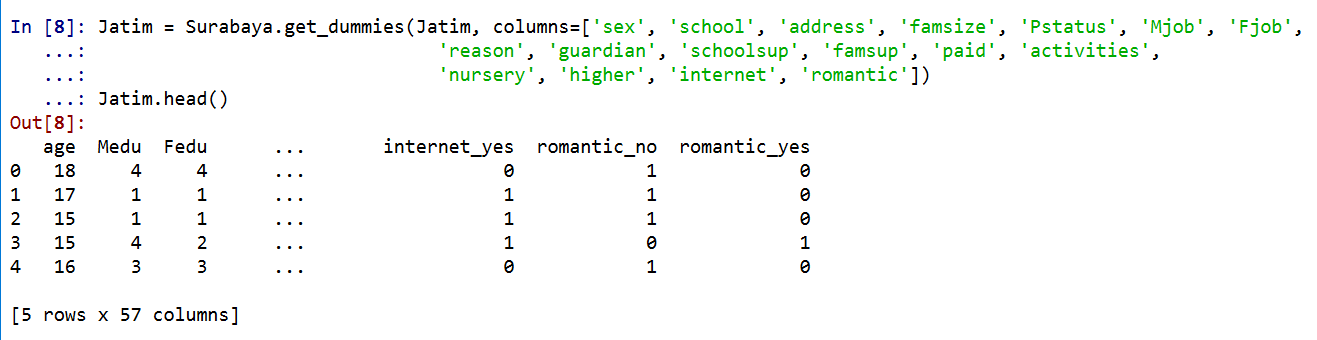 In [8]: Jatim = Surabaya.get_dummies(Jatim, columns=['sex', 'school', 'address', 'famsize', 'Pstatus', 'Mjob', 'Fjob',
   ...:                                'reason', 'guardian', 'schoolsup', 'famsup', 'paid', 'activities',
   ...:                                'nursery', 'higher', 'internet', 'romantic'])
   ...: Jatim.head()
Out[8]:
   age  Medu  Fedu      ...       internet_yes  romantic_no  romantic_yes
0   18     4     4      ...                  0            1             0
1   17     1     1      ...                  1            1             0
2   15     1     1      ...                  1            1             0
3   15     4     2      ...                  1            0             1
4   16     3     3      ...                  0            1             0
[5 rows x 57 columns]